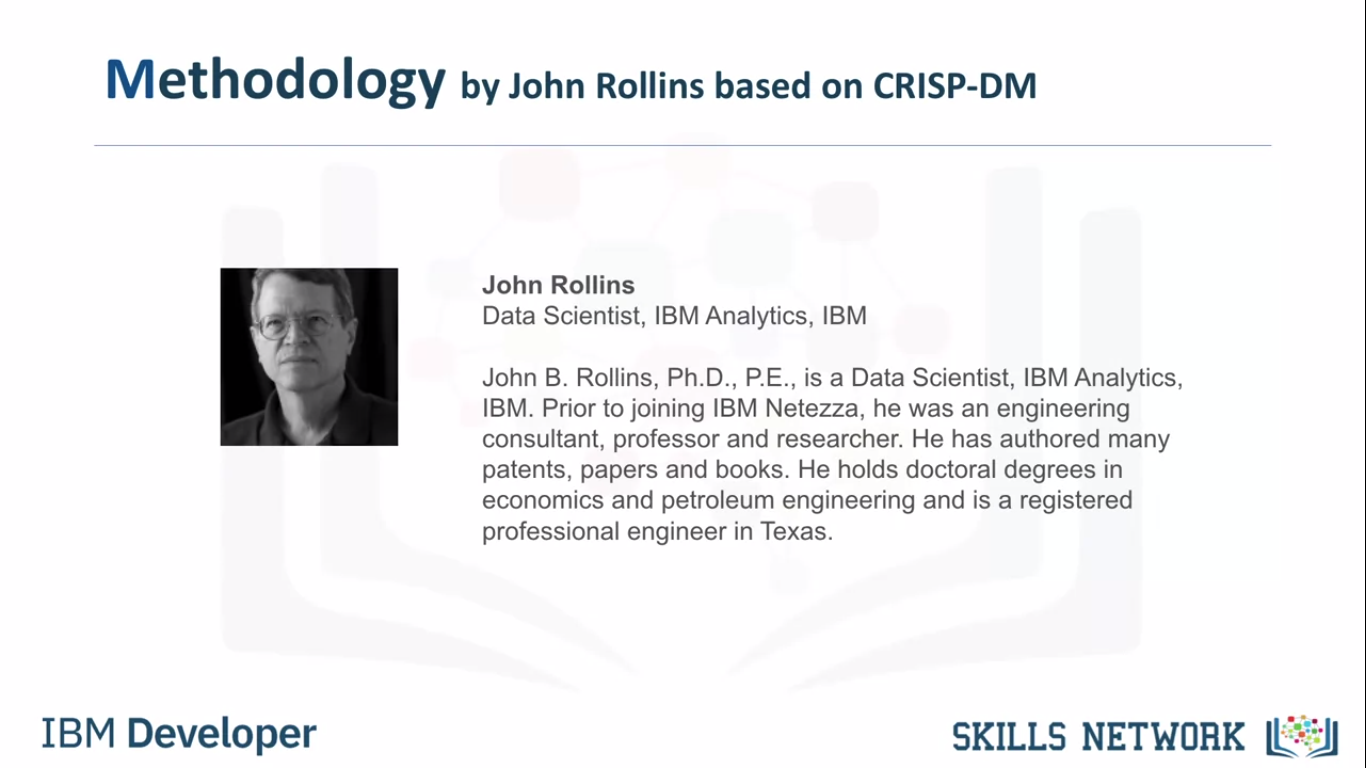 Methodology by John Rollins based on CRISP-DM
John Rollins
Data Scientist, IBM Analytics, IBM
John B. Rollins, Ph.D., P.E., is a Data Scientist, IBM Analytics,
IBM. Prior to joining IBM Netezza, he was an engineering
consultant, professor and researcher. He has authored many
patents, papers and books. He holds doctoral degrees in
economics and petroleum engineering and is a registered
professional engineer in Texas.
IBM Developer
SKILLS NETWORK